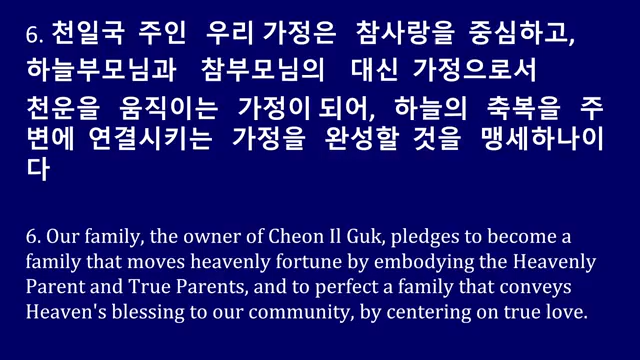 6. 천일국 주인 우리 가정은 참사랑을 중심하고,
하늘부모님과 참부모님의 대신 가정으로서
천운을 움직이는 가정이 되어, 하늘의 축복을 주
변에 연결시키는 가정을 완성할 것을 맹세하나이
다
6. Our family, the owner of Cheon Il Guk, pledges to become a
family that moves heavenly fortune by embodying the Heavenly
Parent and True Parents, and to perfect a family that conveys
Heaven's blessing to our community, by centering on true love.